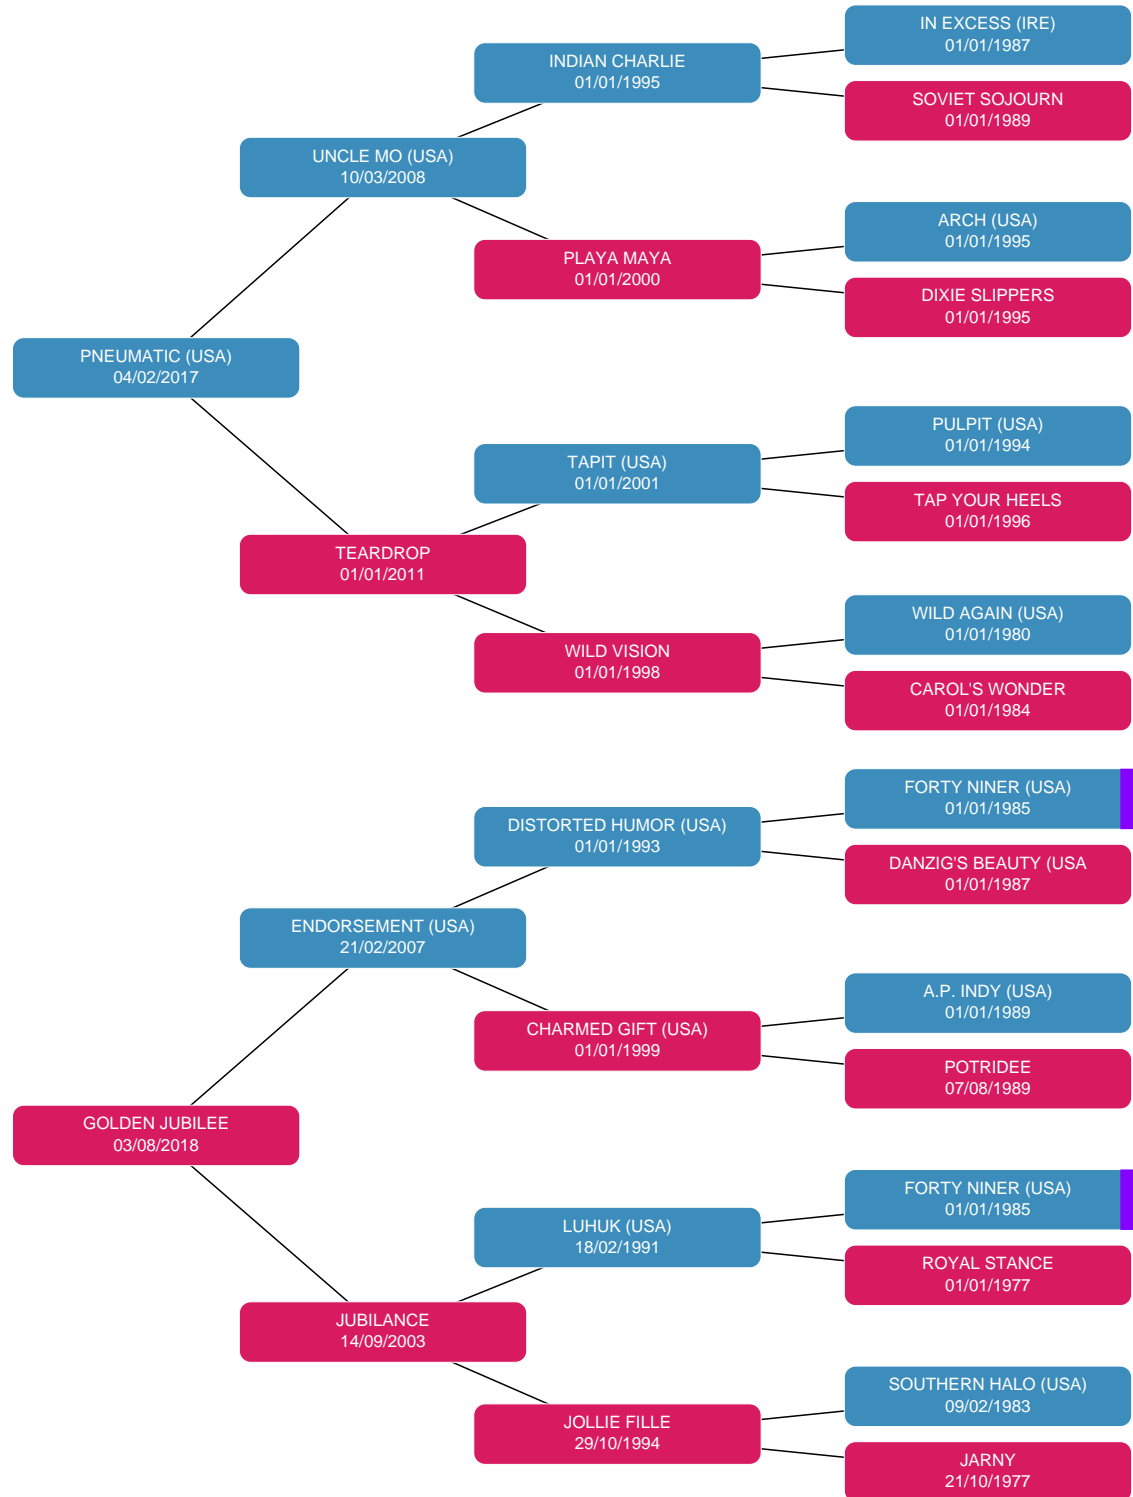 IN EXCESS (IRE)
01/01/1987
INDIAN CHARLIE
01/01/1995
SOVIET SOJOURN
01/01/1989
UNCLE MO (USA)
10/03/2008
ARCH (USA)
01/01/1995
PLAYA MAYA
01/01/2000
DIXIE SLIPPERS
01/01/1995
PNEUMATIC (USA)
04/02/2017
PULPIT (USA)
01/01/1994
TAPIT (USA)
01/01/2001
TAP YOUR HEELS
01/01/1996
TEARDROP
01/01/2011
WILD AGAIN (USA)
01/01/1980
WILD VISION
01/01/1998
CAROL'S WONDER
01/01/1984
FORTY NINER (USA)
01/01/1985
DISTORTED HUMOR (USA)
01/01/1993
DANZIG'S BEAUTY (USA
01/01/1987
ENDORSEMENT (USA)
21/02/2007
A.P. INDY (USA)
01/01/1989
CHARMED GIFT (USA)
01/01/1999
POTRIDEE
07/08/1989
GOLDEN JUBILEE
03/08/2018
FORTY NINER (USA)
01/01/1985
LUHUK (USA)
18/02/1991
ROYAL STANCE
01/01/1977
JUBILANCE
14/09/2003
SOUTHERN HALO (USA)
09/02/1983
JOLLIE FILLE
29/10/1994
JARNY
21/10/1977